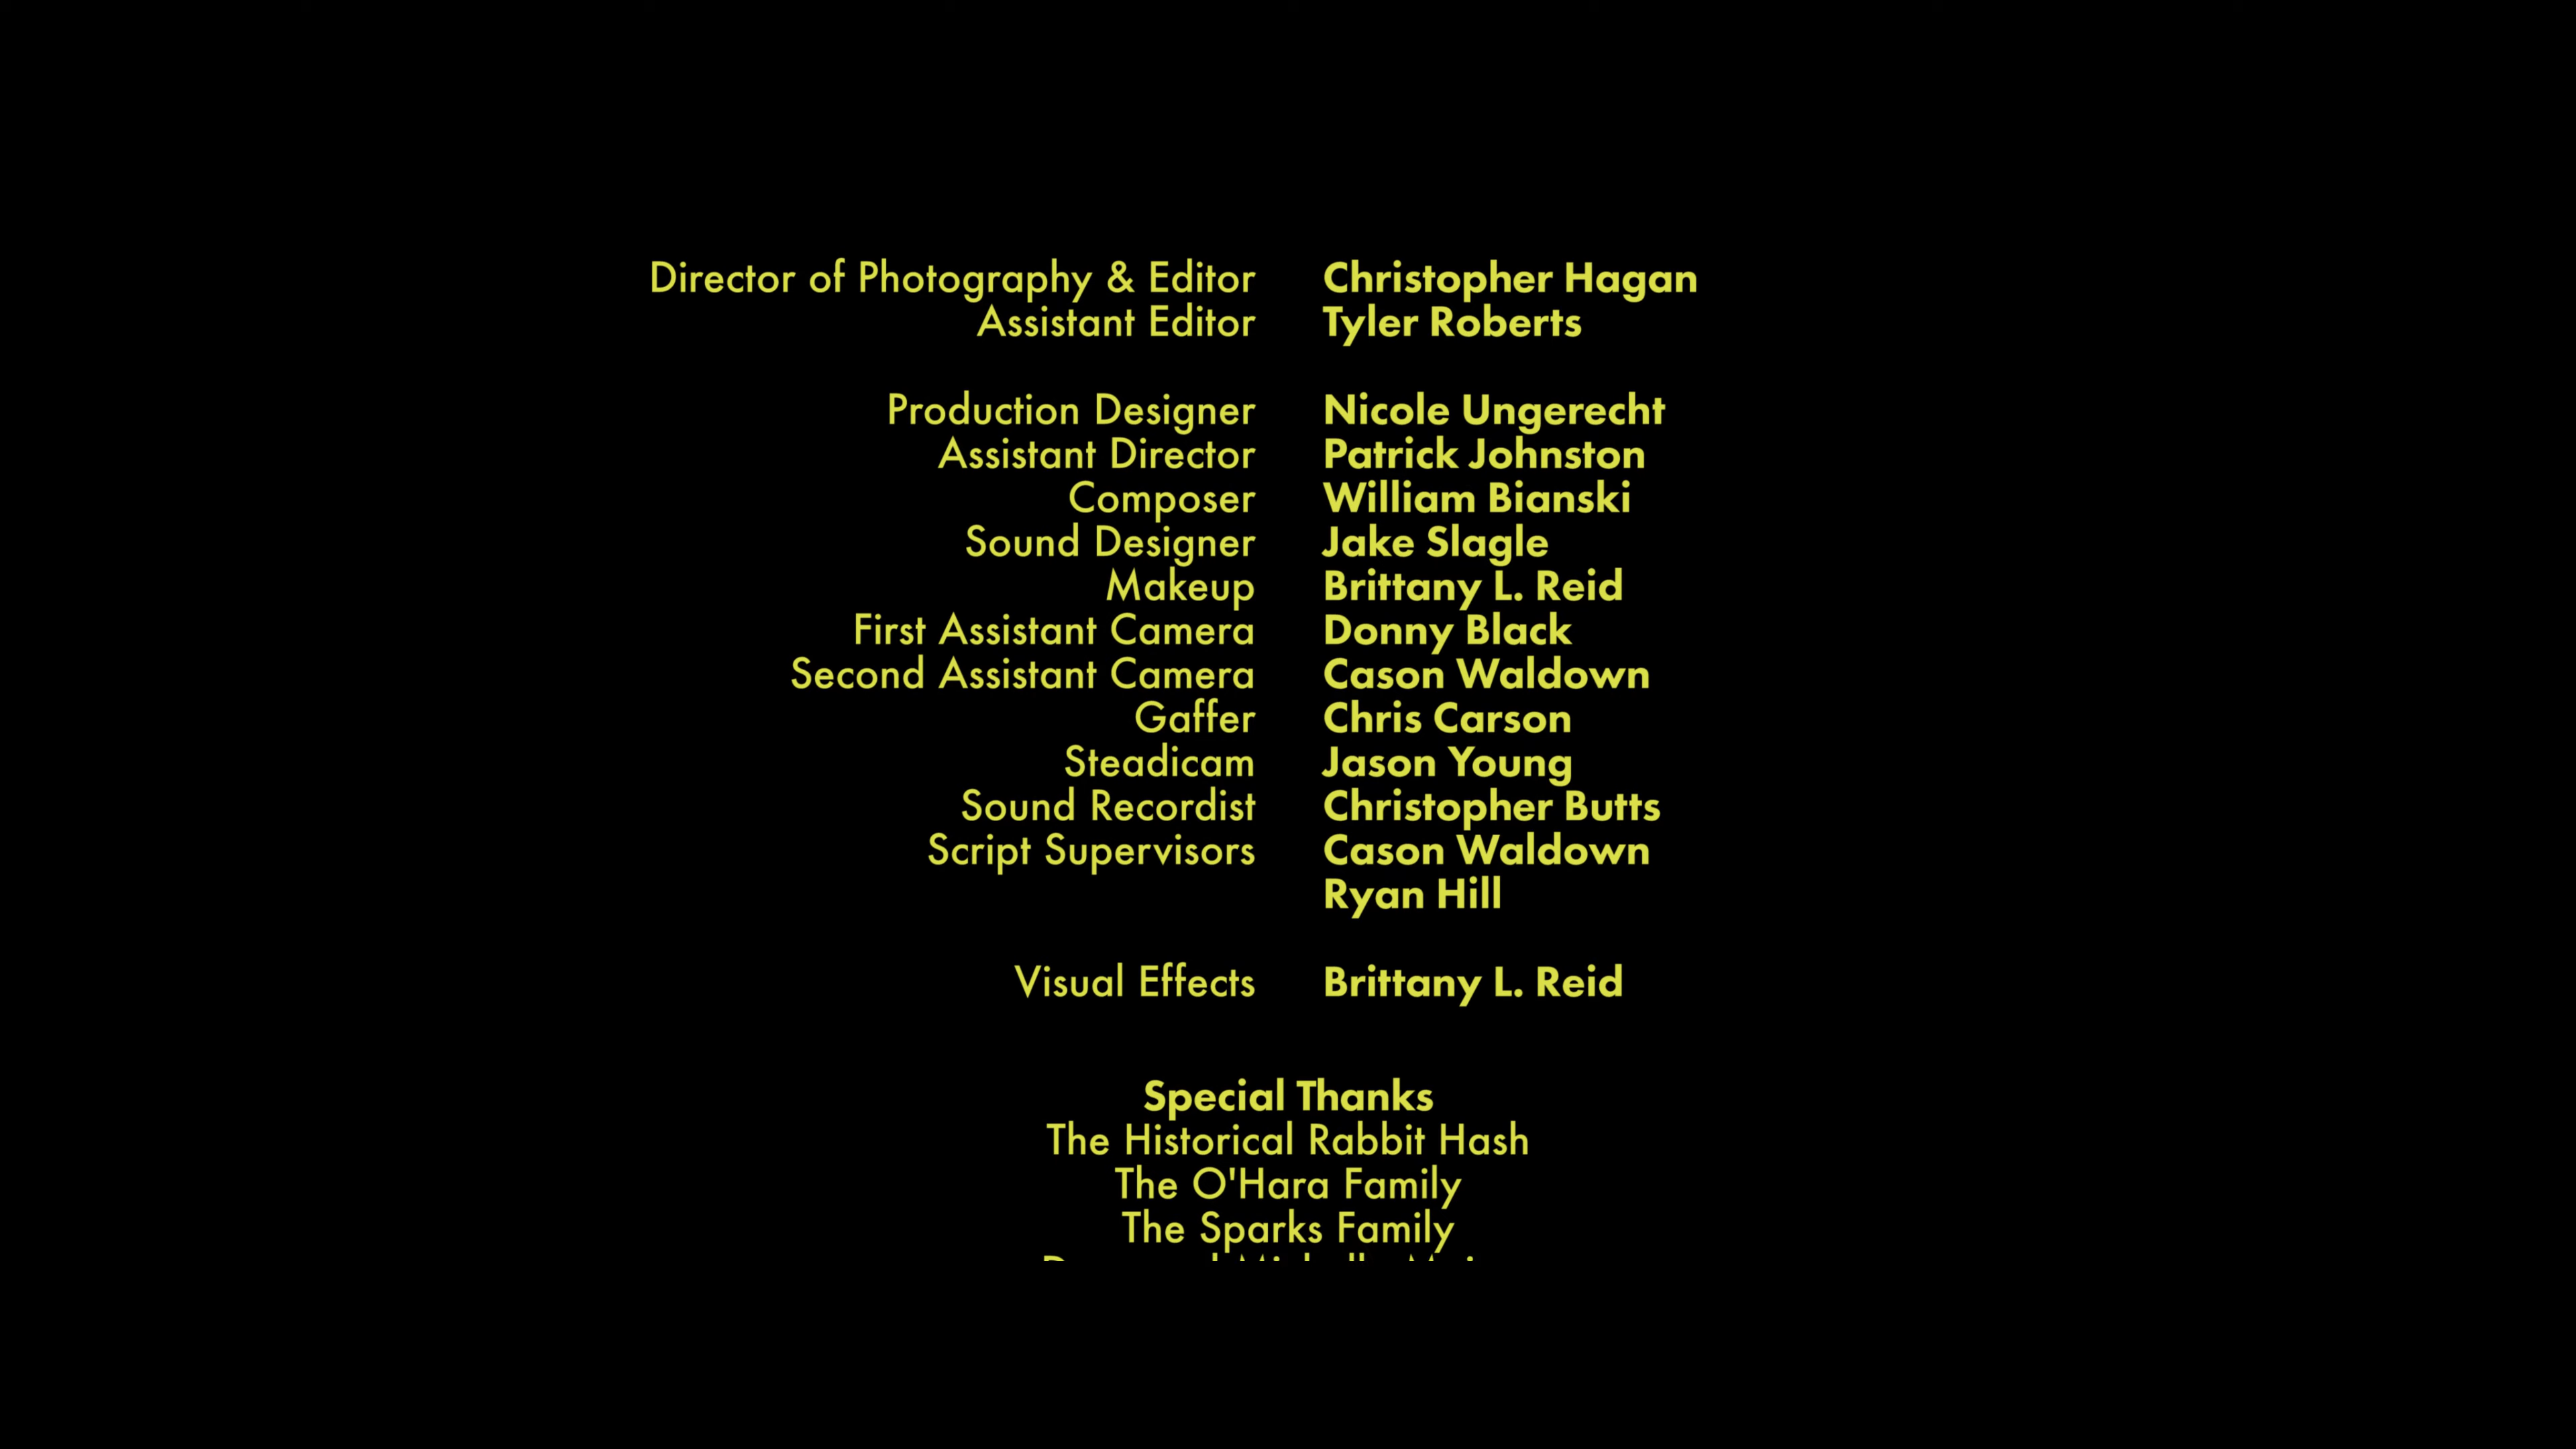 Director of Photography & Editor Christopher Hagan
Assistant Editor Tyler Roberts
Production Designer Nicole Ungerecht
Assistant Director Patrick Johnston
Composer William Bianski
Sound Designer Jake Slagle
Makeup Brittany L. Reid
First Assistant Camera Donny Black
Second Assistant Camera Cason Waldown
Gaffer Chris Carson
Steadicam Jason Young
Sound Recordist Christopher Butts
Script Supervisors Cason Waldown
Ryan Hill
Visual Effects Brittany L. Reid
Special Thanks
The Historical Rabbit Hash
The O'Hara Family
The Sparks Family